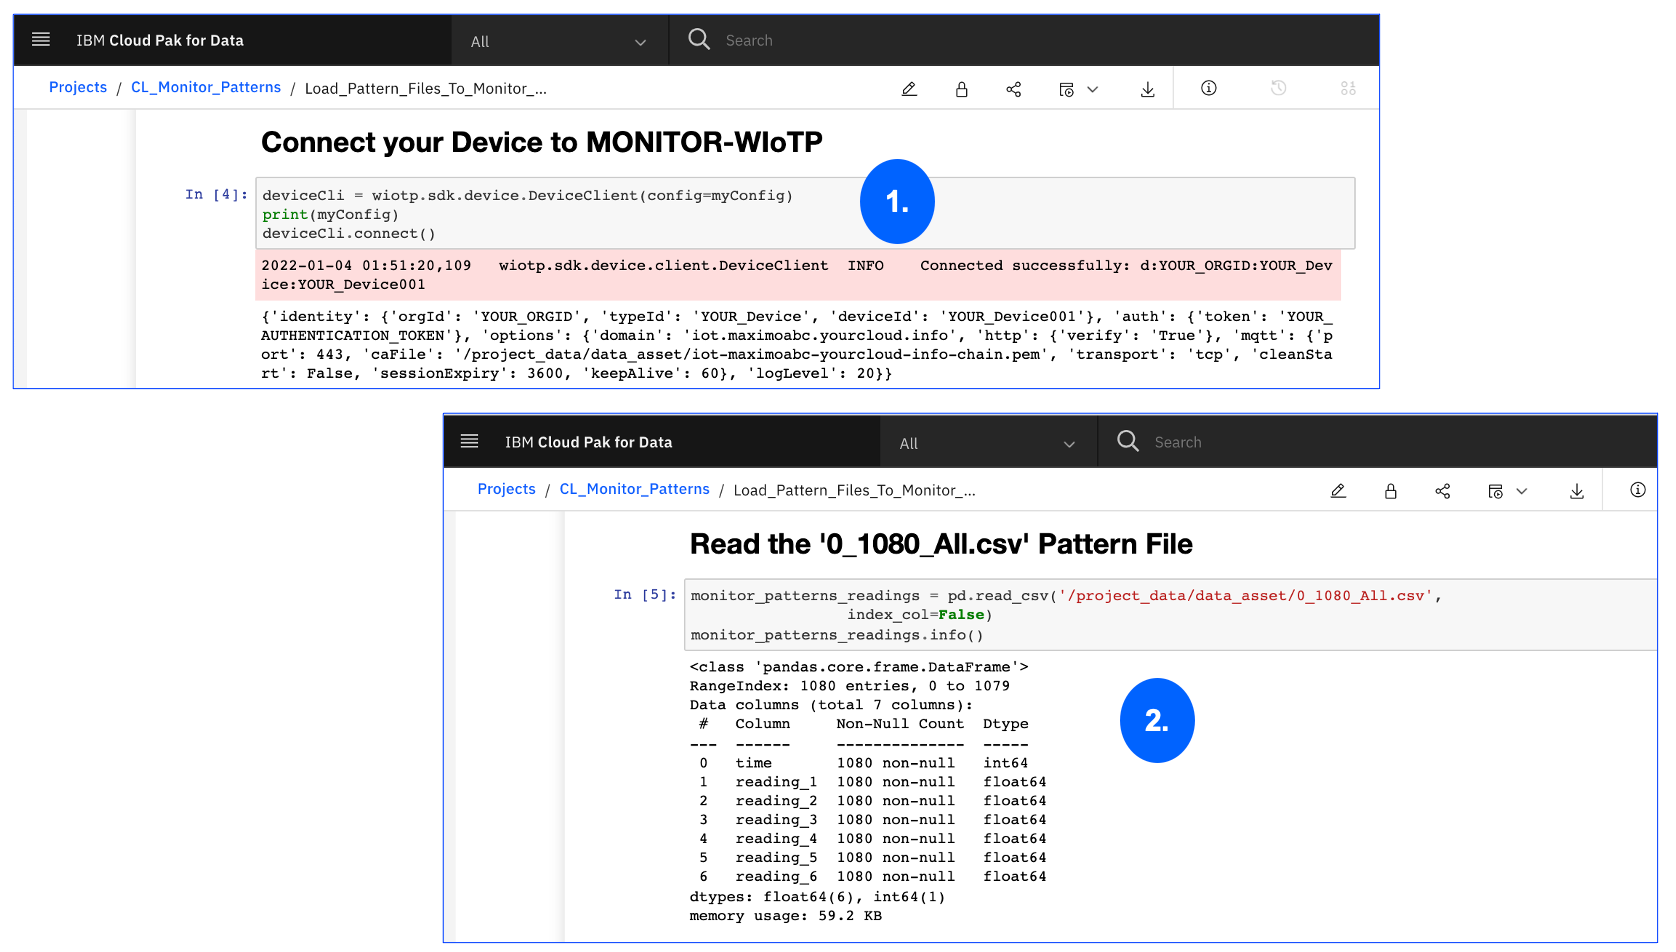 IBM Cloud Pak for Data All Search
Projects / CL_Monitor_Patterns / Load_Pattern_Files_To_Monitor_...
Connect your Device to MONITOR-WIoTP
In [4]: deviceCli = wiotp.sdk.device.DeviceClient(config=myConfig)
print(myConfig)
deviceCli.connect()
1.
2022-01-04 01:51:20,109 wiotp.sdk.device.client.DeviceClient INFO Connected successfully: d:YOUR_ORGID:YOUR_Dev
ice:YOUR_Device001
{'identity': {'orgId': 'YOUR_ORGID', 'typeId': 'YOUR_Device', 'deviceId': 'YOUR_Device001'}, 'auth': {'token': 'YOUR_
AUTHENTICATION_TOKEN'}, 'options': {'domain': 'iot.maximoabc.yourcloud.info', 'http': {'verify': 'True'}, 'mqtt': {'p
ort': 443, 'caFile': '/project_data/data_asset/iot-maximoabc-yourcloud-info-chain.pem', 'transport': 'tcp', 'cleanSta
rt': False, 'sessionExpiry': 3600, 'keepAlive': 60}, 'logLevel': 20}}
IBM Cloud Pak for Data All Search
Projects / CL_Monitor_Patterns / Load_Pattern_Files_To_Monitor_...
Read the '0_1080_All.csv' Pattern File
In [5]: monitor_patterns_readings = pd.read_csv('/project_data/data_asset/0_1080_All.csv',
index_col=False)
monitor_patterns_readings.info()
<class 'pandas.core.frame.DataFrame'>
RangeIndex: 1080 entries, 0 to 1079
Data columns (total 7 columns):
# Column Non-Null Count Dtype
--- ------ -------------- -----
0 time 1080 non-null int64
1 reading_1 1080 non-null float64
2 reading_2 1080 non-null float64
3 reading_3 1080 non-null float64
4 reading_4 1080 non-null float64
5 reading_5 1080 non-null float64
6 reading_6 1080 non-null float64
dtypes: float64(6), int64(1)
memory usage: 59.2 KB
2.